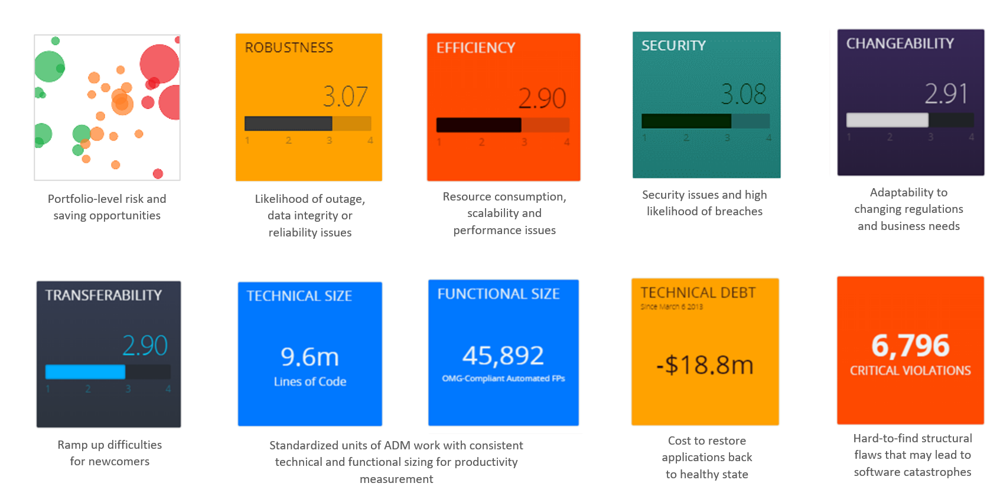 ROBUSTNESS
3.07
1 2 3 4
EFFICIENCY
2.90
1 2 3 4
SECURITY
3.08
1 2 3 4
CHANGEABILITY
2.91
1 2 3 4
Portfolio-level risk and
saving opportunities
Likelihood of outage,
data integrity or
reliability issues
Resource consumption,
scalability and
performance issues
Security issues and high
likelihood of breaches
Adaptability to
changing regulations
and business needs
TRANSFERABILITY
2.90
1 2 3 4
TECHNICAL SIZE
9.6m
Lines of Code
FUNCTIONAL SIZE
45,892
OMG-Compliant Automated FPs
TECHNICAL DEBT
Since March 6 2013
-$18.8m
6,796
CRITICAL VIOLATIONS
Ramp up difficulties
for newcomers
Standardized units of ADM work with consistent
technical and functional sizing for productivity
measurement
Cost to restore
applications back
to healthy state
Hard-to-find structural
flaws that may lead to
software catastrophes